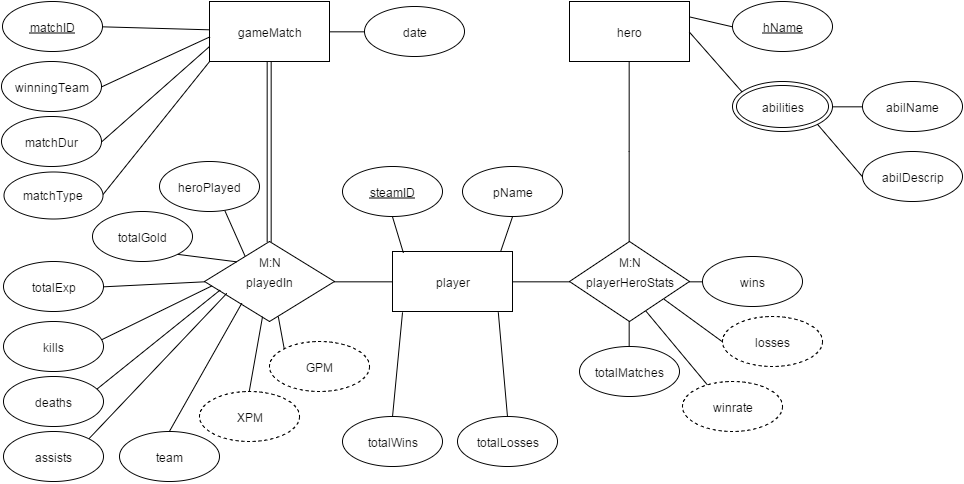 matchID
gameMatch
date
hero
hName
winningTeam
abilities
abilName
matchDur
matchType
heroPlayed
steamID
pName
abilDescrip
totalGold
M:N
playedIn
player
M:N
playerHeroStats
wins
totalExp
losses
kills
GPM
totalMatches
deaths
XPM
winrate
assists
team
totalWins
totalLosses